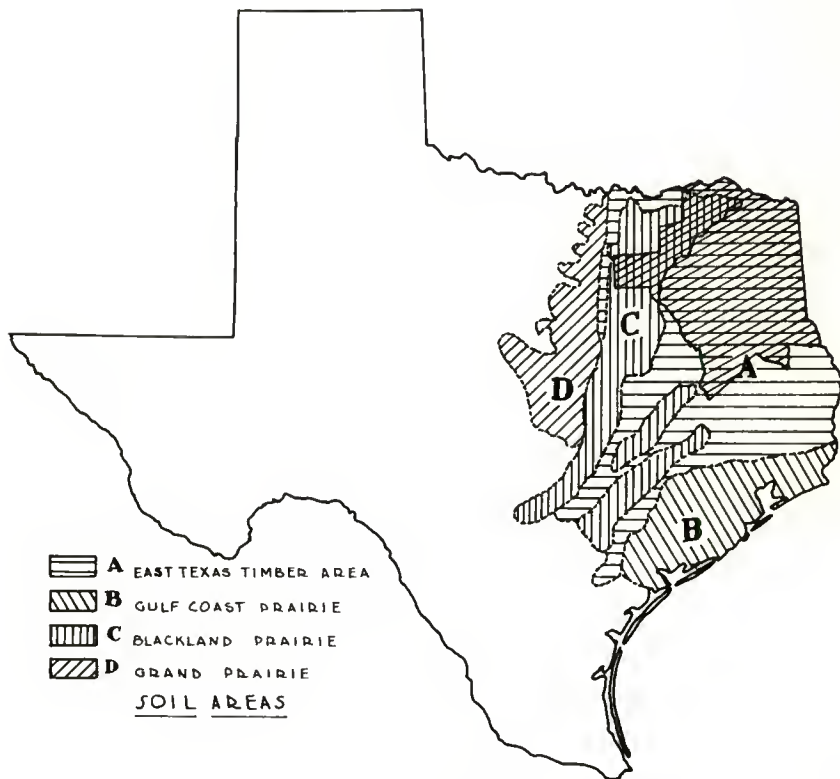 C
A
D
B
A EAST TEXAS TIMBER AREA
B GULF COAST PRAIRIE
C BLACKLAND PRAIRIE
D GRAND PRAIRIE
SOIL AREAS